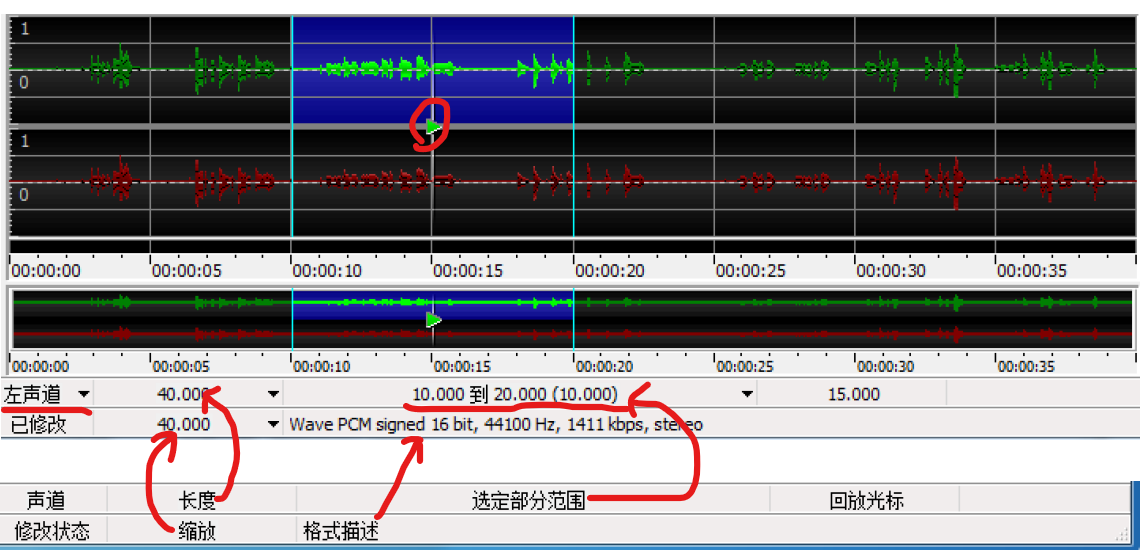 1
0
1
0
00:00:00 00:00:05 00:00:10 00:00:15 00:00:20 00:00:25 00:00:30 00:00:35
00:00:00 00:00:05 00:00:10 00:00:15 00:00:20 00:00:25 00:00:30 00:00:35
左声道 40.000 10.000 到 20.000 (10.000) 15.000
已修改 40.000 Wave PCM signed 16 bit, 44100 Hz, 1411 kbps, stereo
声道 长度 选定部分范围 回放光标
修改状态 缩放 格式描述